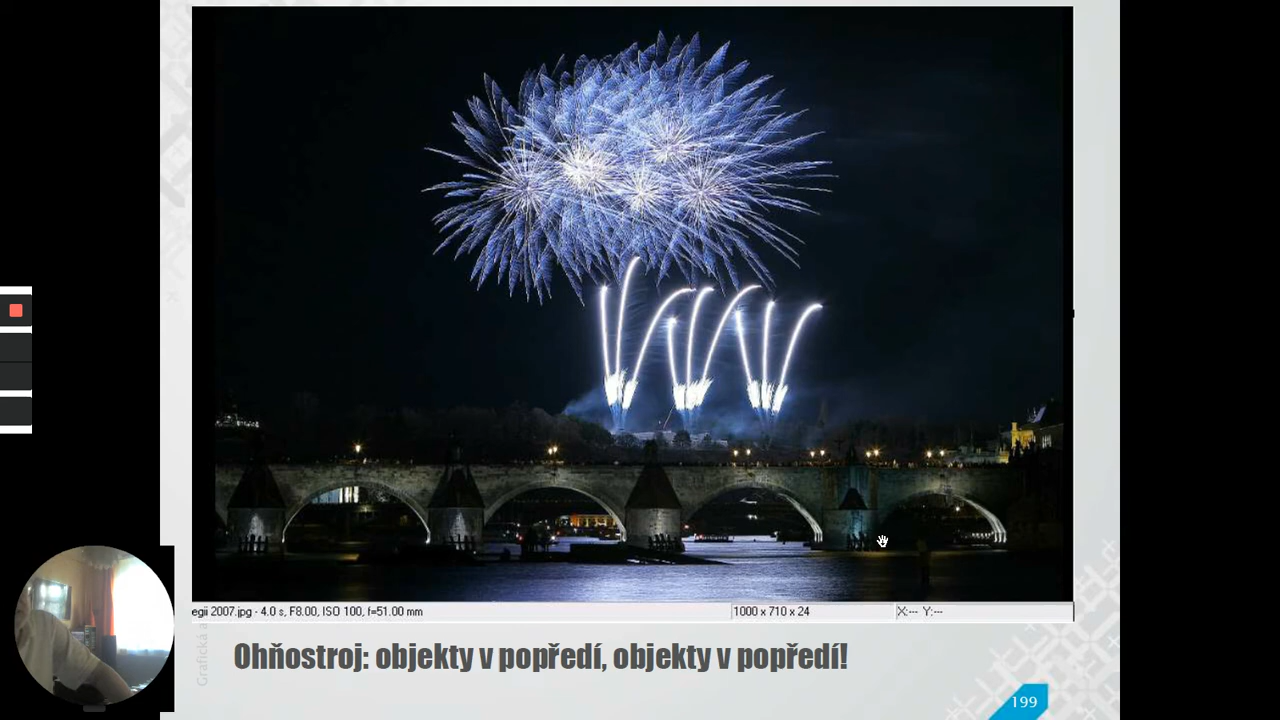 egii 2007.jpg - 4.0 s, F8.00, ISO 100, f=51.00 mm
1000 x 710 x 24
X:--- Y:---
Grafická a
Ohňostroj: objekty v popředí, objekty v popředí!
199